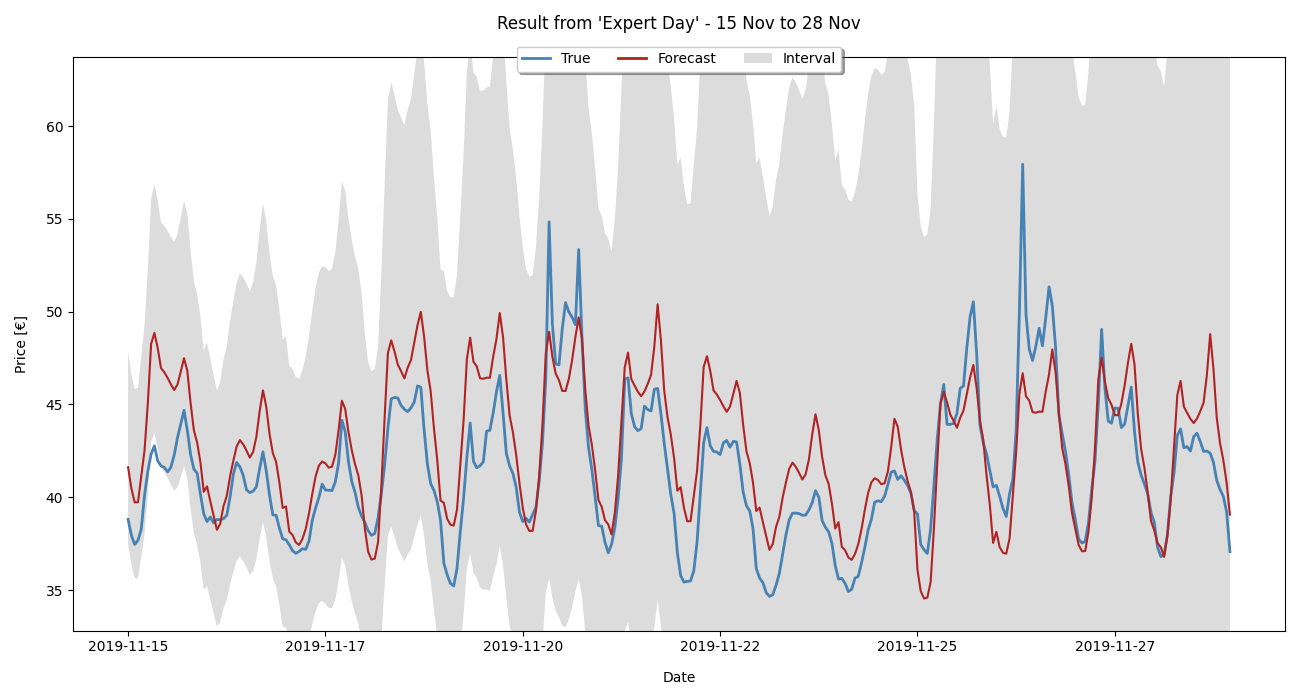 Result from 'Expert Day' - 15 Nov to 28 Nov
True Forecast Interval
60
55
50
45
40
35
Price [€]
2019-11-15 2019-11-17 2019-11-20 2019-11-22 2019-11-25 2019-11-27
Date